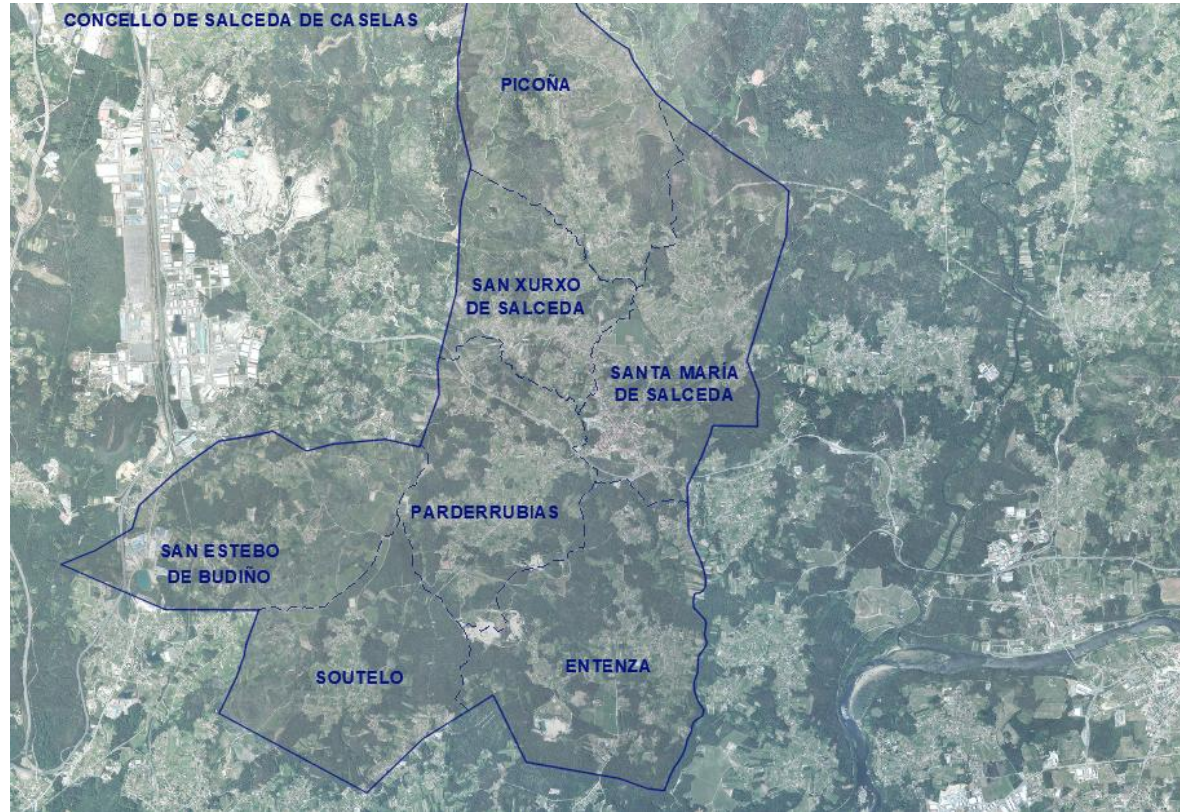 CONCELLO DE SALCEDA DE CASELAS
PICOÑA
SAN XURXO
DE SALCEDA
SANTA MARÍA
DE SALCEDA
PARDERRUBIAS
SAN ESTEBO
DE BUDIÑO
SOUTELO
ENTENZA